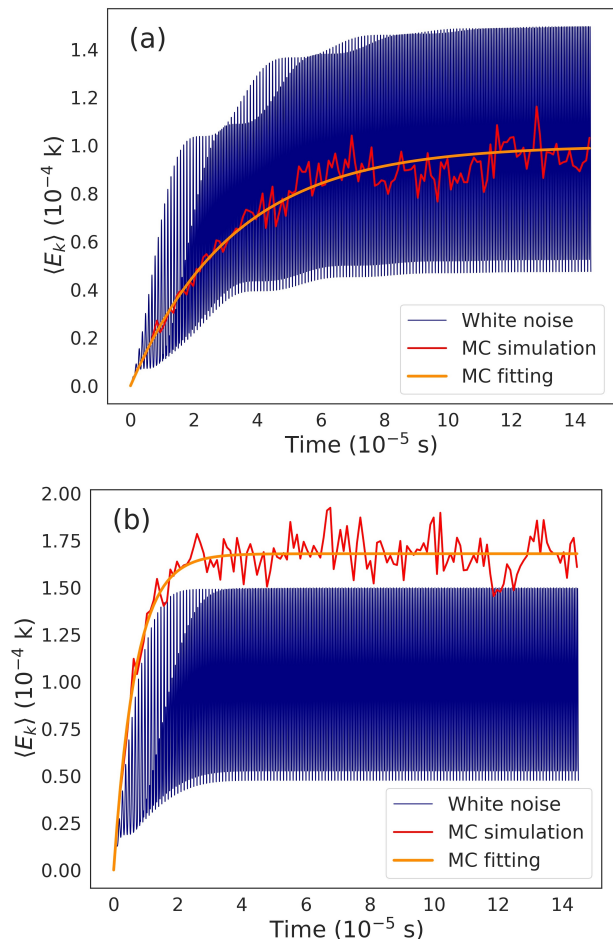 (a)
1.4
1.2
1.0
0.8
0.6
0.4
0.2
0.0
⟨E_k⟩ (10⁻⁴ k)
White noise
MC simulation
MC fitting
0 2 4 6 8 10 12 14
Time (10⁻⁵ s)
(b)
2.00
1.75
1.50
1.25
1.00
0.75
0.50
0.25
0.00
⟨E_k⟩ (10⁻⁴ k)
White noise
MC simulation
MC fitting
0 2 4 6 8 10 12 14
Time (10⁻⁵ s)